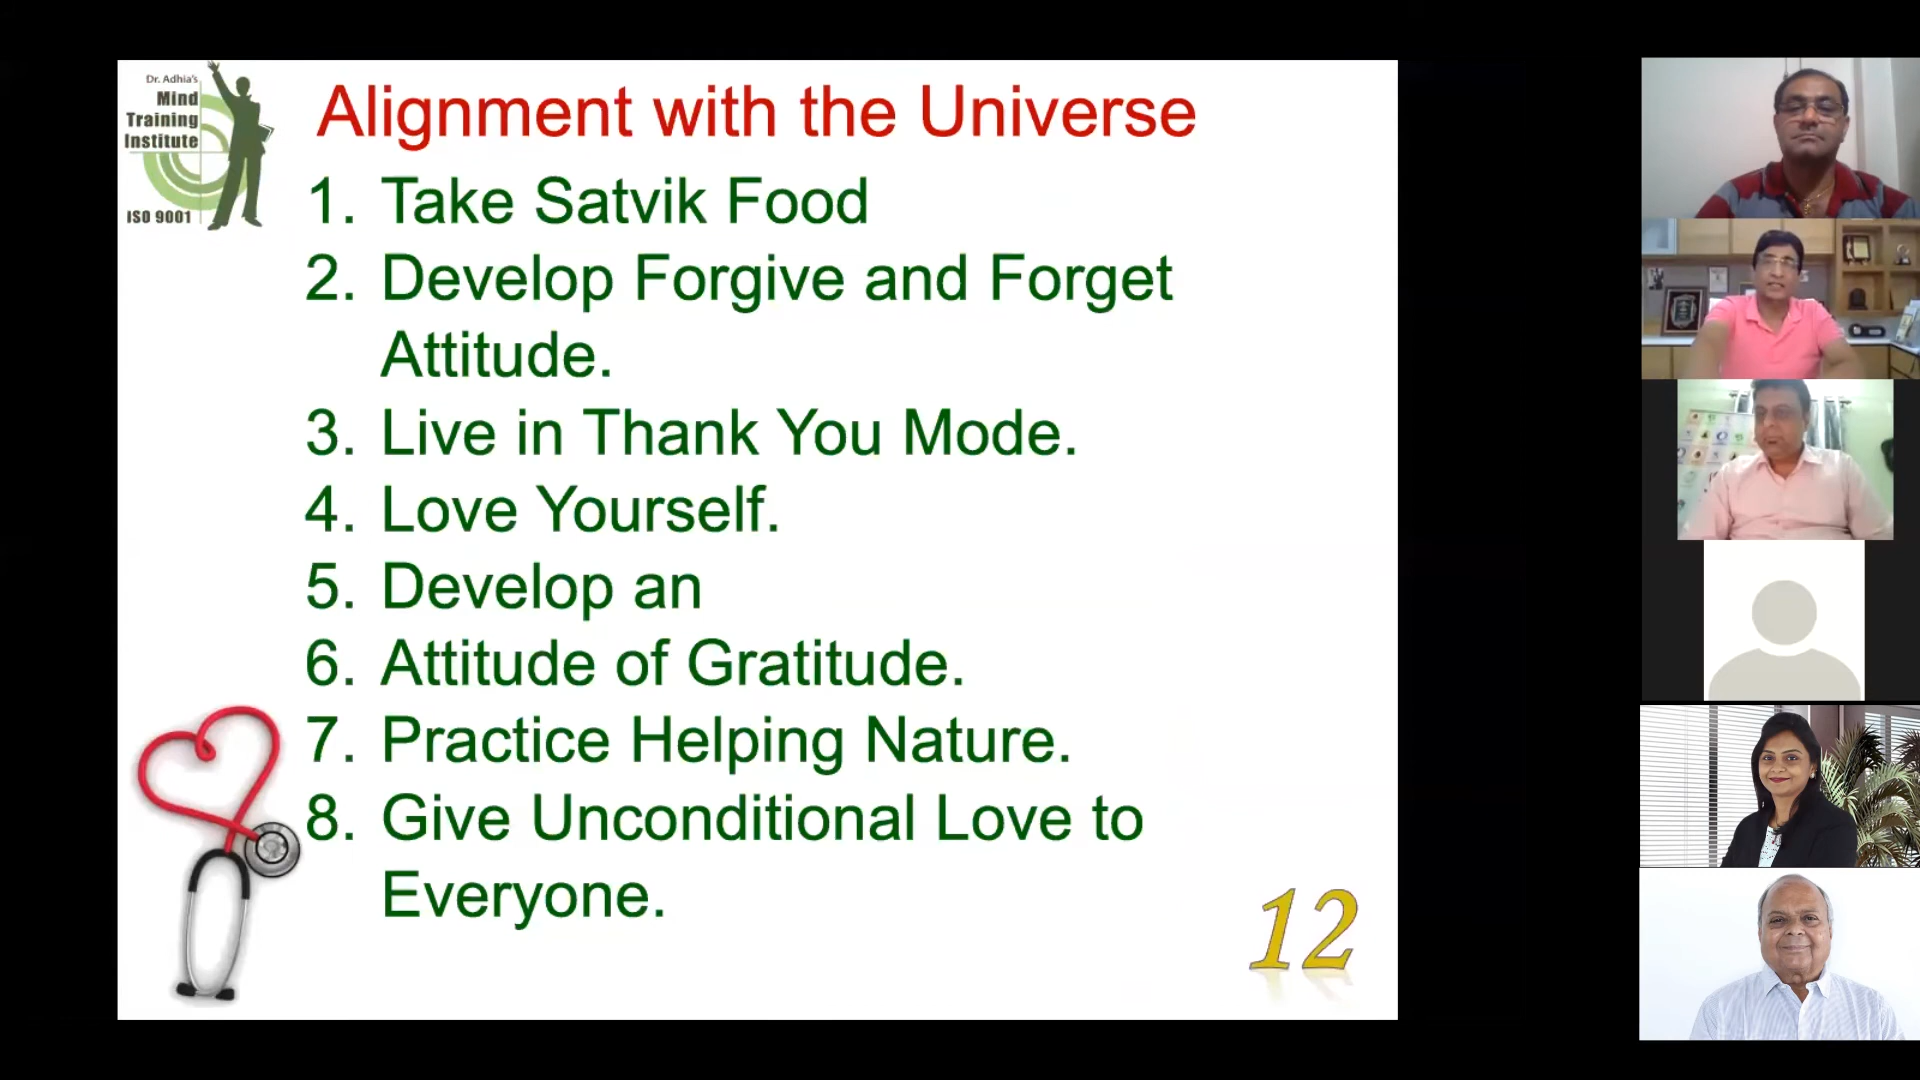 Dr. Adhia's
Mind
Training
Institute
ISO 9001
Alignment with the Universe
1. Take Satvik Food
2. Develop Forgive and Forget
Attitude.
3. Live in Thank You Mode.
4. Love Yourself.
5. Develop an
6. Attitude of Gratitude.
7. Practice Helping Nature.
8. Give Unconditional Love to
Everyone.
12